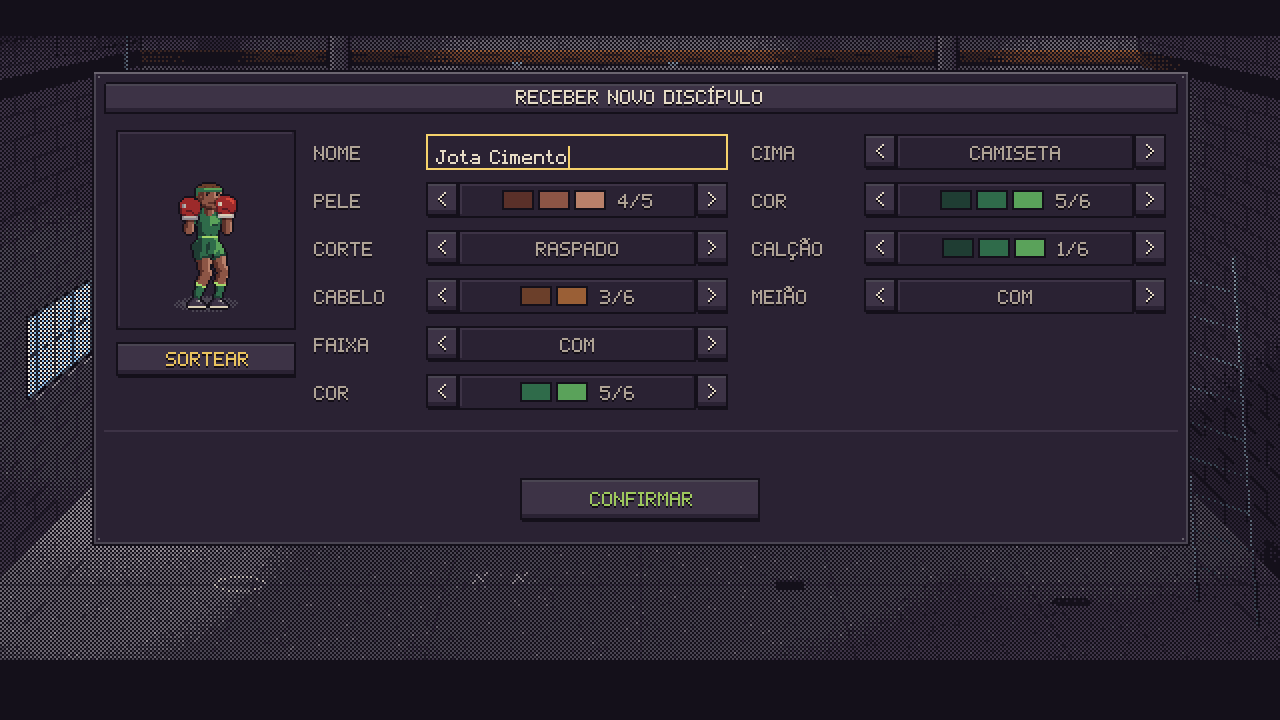 RECEBER NOVO DISCÍPULO
NOME
Jota Cimento
PELE
< 4/5 >
CORTE
< RASPADO >
CABELO
< 3/6 >
FAIXA
< COM >
COR
< 5/6 >
CIMA
< CAMISETA >
COR
< 5/6 >
CALÇÃO
< 1/6 >
MEIÃO
< COM >
SORTEAR
CONFIRMAR